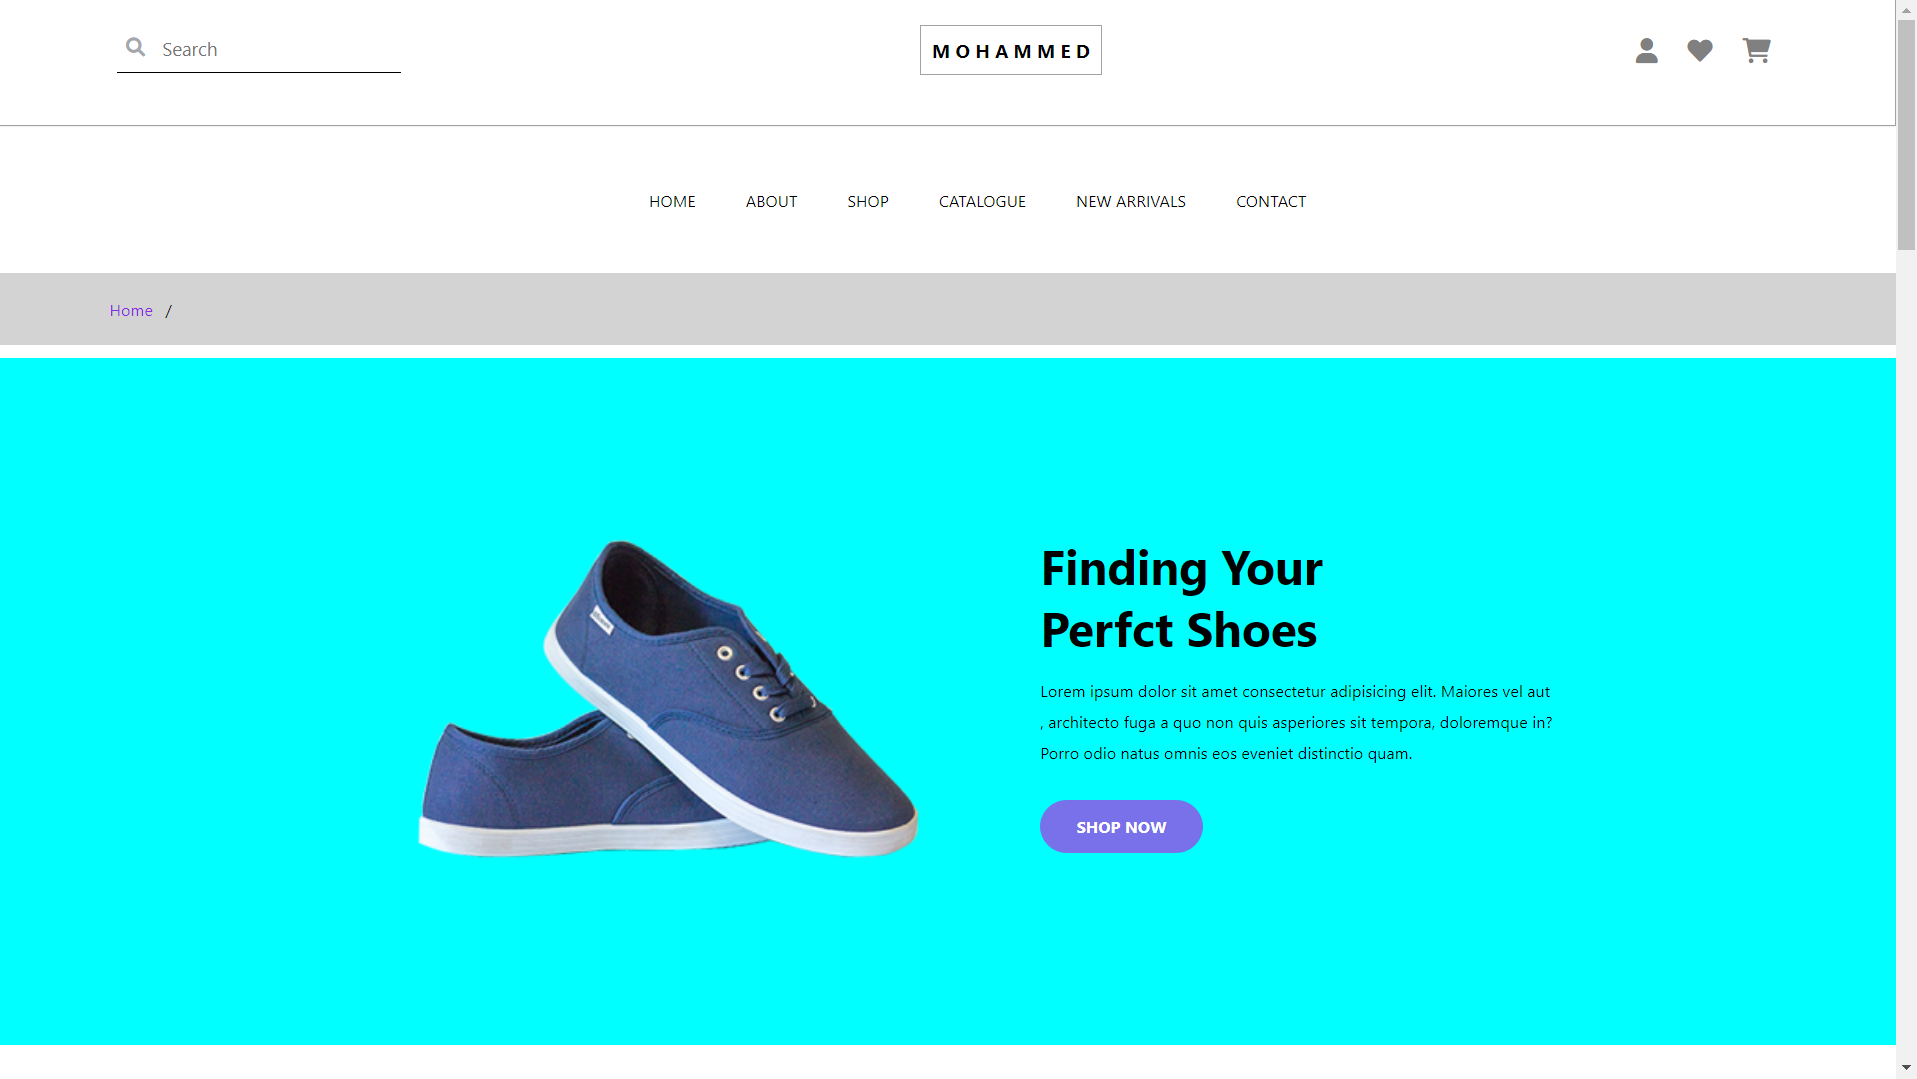 Search
MOHAMMED
HOME ABOUT SHOP CATALOGUE NEW ARRIVALS CONTACT
Home /
Finding Your
Perfct Shoes
Lorem ipsum dolor sit amet consectetur adipisicing elit. Maiores vel aut
, architecto fuga a quo non quis asperiores sit tempora, doloremque in?
Porro odio natus omnis eos eveniet distinctio quam.
SHOP NOW